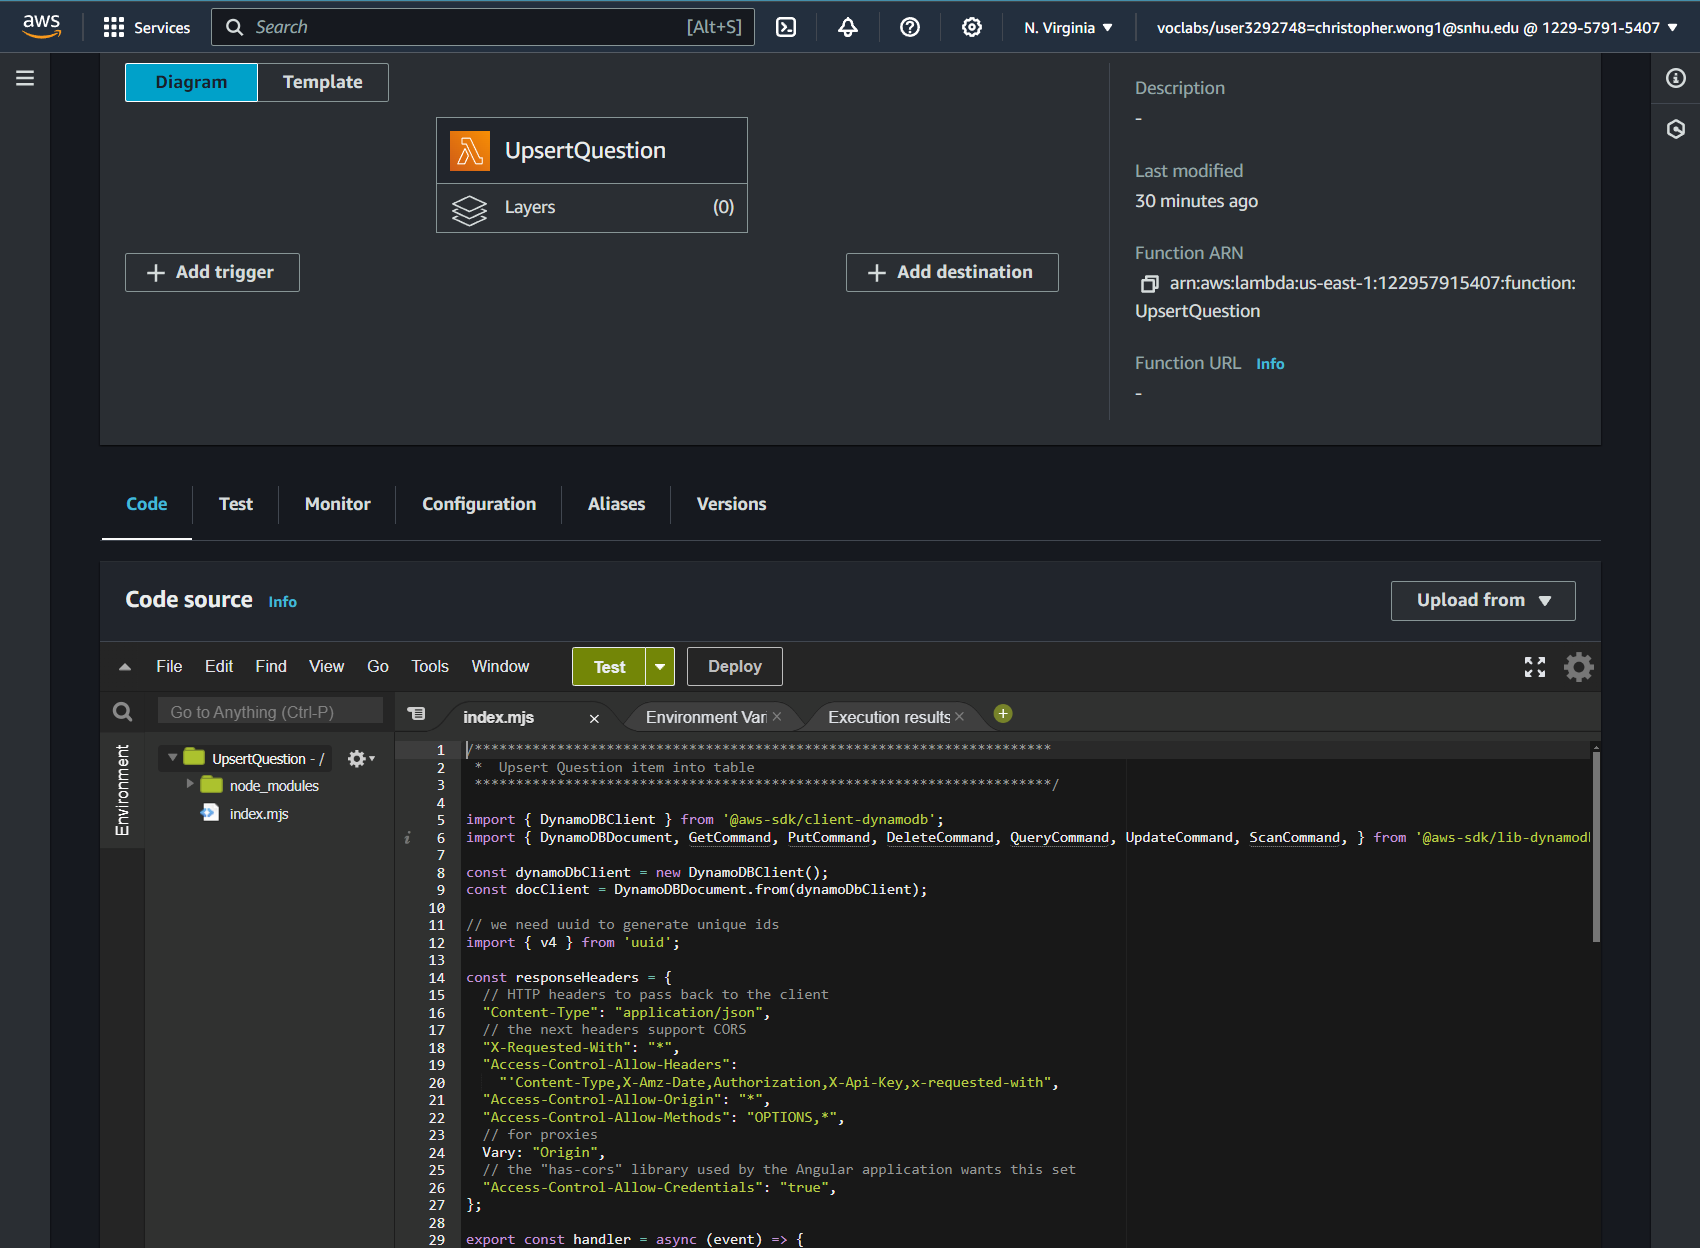 aws
Services
Search
[Alt+S]
N. Virginia
voclabs/user3292748=christopher.wong1@snhu.edu @ 1229-5791-5407
Diagram
Template
UpsertQuestion
Layers
(0)
+ Add trigger
+ Add destination
Description
-
Last modified
30 minutes ago
Function ARN
arn:aws:lambda:us-east-1:122957915407:function:
UpsertQuestion
Function URL Info
-
Code
Test
Monitor
Configuration
Aliases
Versions
Code source Info
Upload from
File
Edit
Find
View
Go
Tools
Window
Test
Deploy
Go to Anything (Ctrl-P)
Environment
UpsertQuestion - /
node_modules
index.mjs
index.mjs
Environment Vari
Execution results
1 /**********************************************************************
2  *  Upsert Question item into table
3  **********************************************************************/
4
5 import { DynamoDBClient } from '@aws-sdk/client-dynamodb';
6 import { DynamoDBDocument, GetCommand, PutCommand, DeleteCommand, QueryCommand, UpdateCommand, ScanCommand, } from '@aws-sdk/lib-dynamodb
7
8 const dynamoDbClient = new DynamoDBClient();
9 const docClient = DynamoDBDocument.from(dynamoDbClient);
10
11 // we need uuid to generate unique ids
12 import { v4 } from 'uuid';
13
14 const responseHeaders = {
15   // HTTP headers to pass back to the client
16   "Content-Type": "application/json",
17   // the next headers support CORS
18   "X-Requested-With": "*",
19   "Access-Control-Allow-Headers":
20     "'Content-Type,X-Amz-Date,Authorization,X-Api-Key,x-requested-with",
21   "Access-Control-Allow-Origin": "*",
22   "Access-Control-Allow-Methods": "OPTIONS,*",
23   // for proxies
24   Vary: "Origin",
25   // the "has-cors" library used by the Angular application wants this set
26   "Access-Control-Allow-Credentials": "true",
27 };
28
29 export const handler = async (event) => {